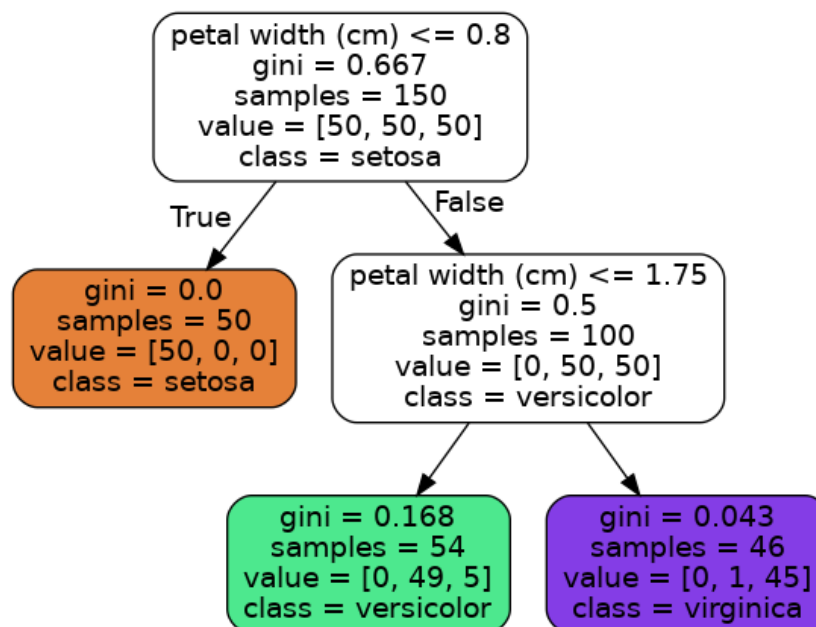 petal width (cm) <= 0.8
gini = 0.667
samples = 150
value = [50, 50, 50]
class = setosa
True
False
gini = 0.0
samples = 50
value = [50, 0, 0]
class = setosa
petal width (cm) <= 1.75
gini = 0.5
samples = 100
value = [0, 50, 50]
class = versicolor
gini = 0.168
samples = 54
value = [0, 49, 5]
class = versicolor
gini = 0.043
samples = 46
value = [0, 1, 45]
class = virginica